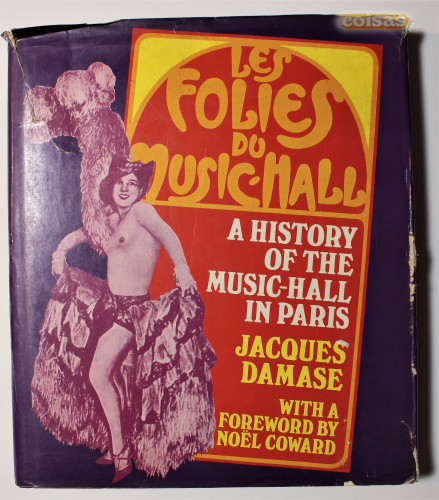 coisas
LES
FOLIES
DU
MUSIC-HALL
A HISTORY
OF THE
MUSIC-HALL
IN PARIS
JACQUES
DAMASE
WITH A
FOREWORD BY
NOËL COWARD